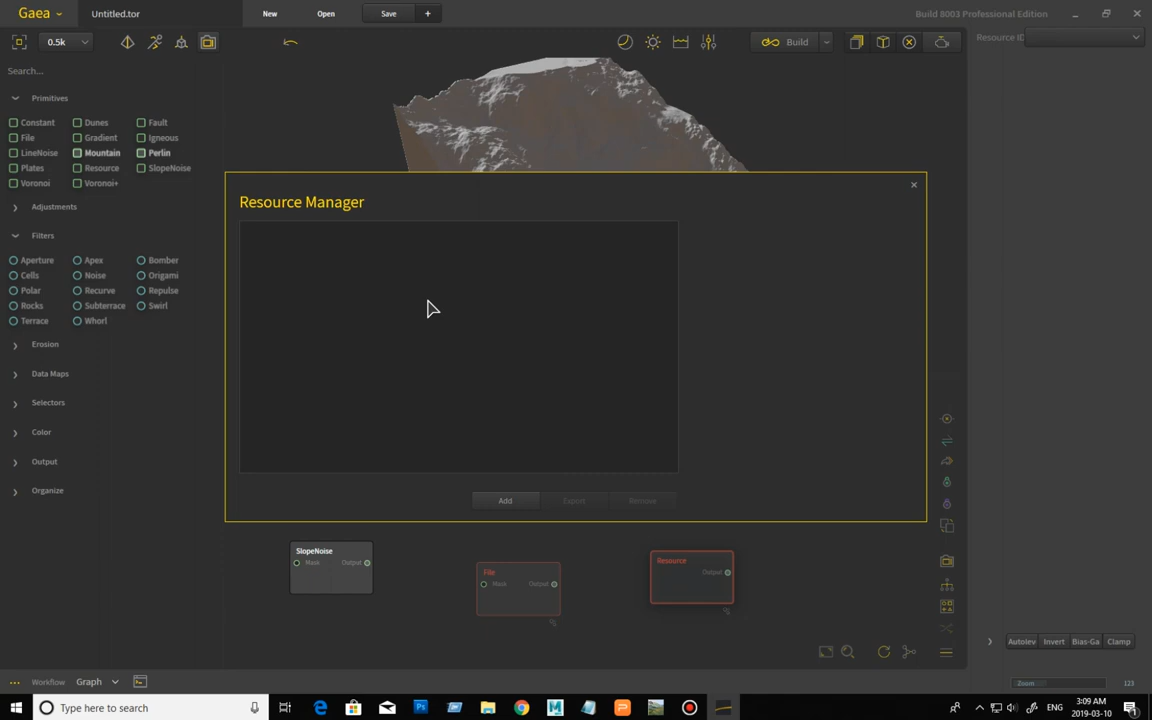 Gaea Untitled.tor New Open Save + Build 8003 Professional Edition
0.5k Build Resource ID
Search...
Primitives
Constant Dunes Fault
File Gradient Igneous
LineNoise Mountain Perlin
Plates Resource SlopeNoise
Voronoi Voronoi+
Adjustments
Filters
Aperture Apex Bomber
Cells Noise Origami
Polar Recurve Repulse
Rocks Subterrace Swirl
Terrace Whorl
Erosion
Data Maps
Selectors
Color
Output
Organize
Resource Manager
Add Export Remove
SlopeNoise
Mask Output
File
Mask Output
Resource
Output
Autolev Invert Bias-Ga Clamp
Workflow Graph
Zoom 123
Type here to search
ENG
3:09 AM
2019-03-10